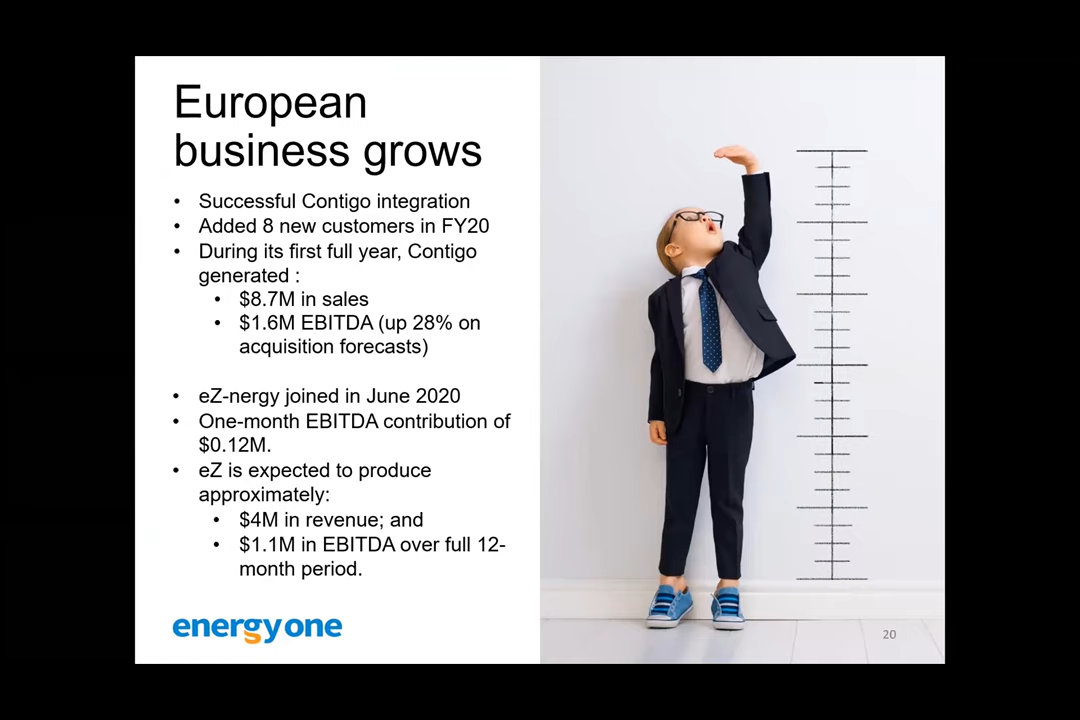 European
business grows
• Successful Contigo integration
• Added 8 new customers in FY20
• During its first full year, Contigo
generated :
• $8.7M in sales
• $1.6M EBITDA (up 28% on
acquisition forecasts)
• eZ-nergy joined in June 2020
• One-month EBITDA contribution of
$0.12M.
• eZ is expected to produce
approximately:
• $4M in revenue; and
• $1.1M in EBITDA over full 12-
month period.
energyone
20